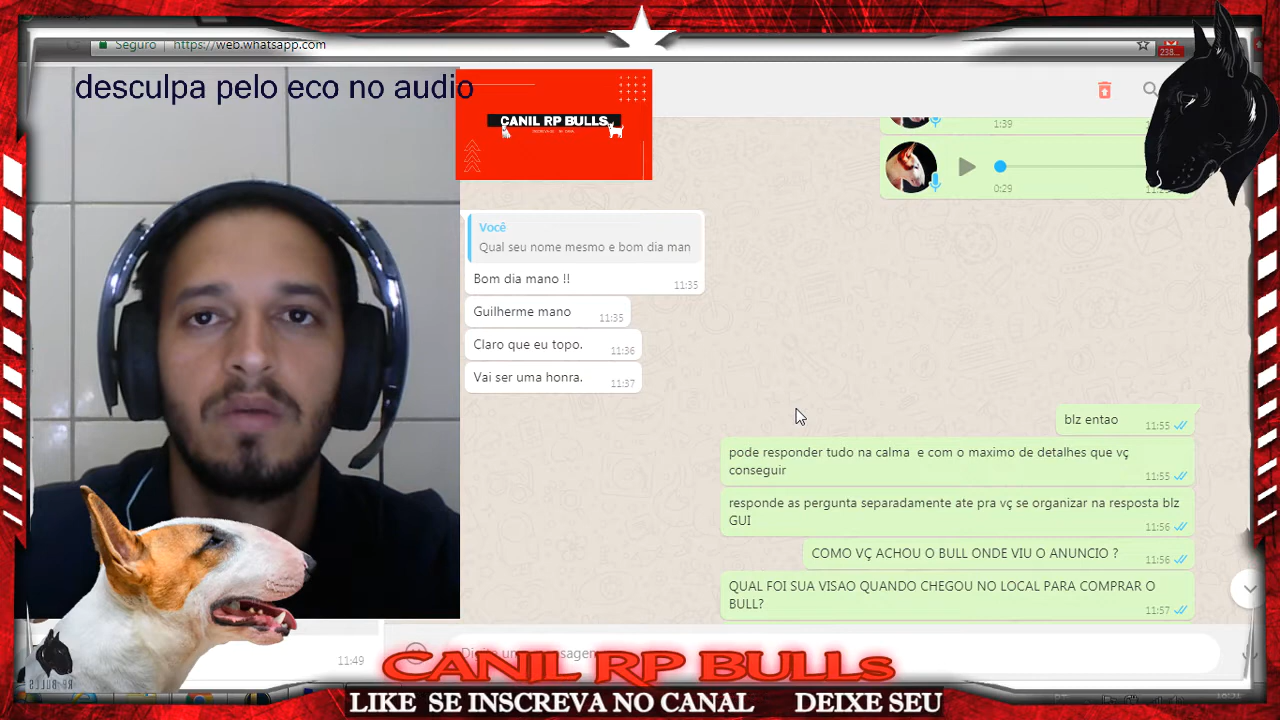 Seguro | https://web.whatsapp.com
238...
desculpa pelo eco no audio
CANIL RP BULLS
1:39
0:29
Você
Qual seu nome mesmo e bom dia man
Bom dia mano !!
11:35
Guilherme mano
11:35
Claro que eu topo.
11:36
Vai ser uma honra.
11:37
blz entao
11:55
pode responder tudo na calma e com o maximo de detalhes que vç
conseguir
11:55
responde as pergunta separadamente ate pra vç se organizar na resposta blz
GUI
11:56
COMO VÇ ACHOU O BULL ONDE VIU O ANUNCIO ?
11:56
QUAL FOI SUA VISAO QUANDO CHEGOU NO LOCAL PARA COMPRAR O
BULL?
11:57
11:49
CANIL RP BULLs
LIKE SE INSCREVA NO CANAL DEIXE SEU